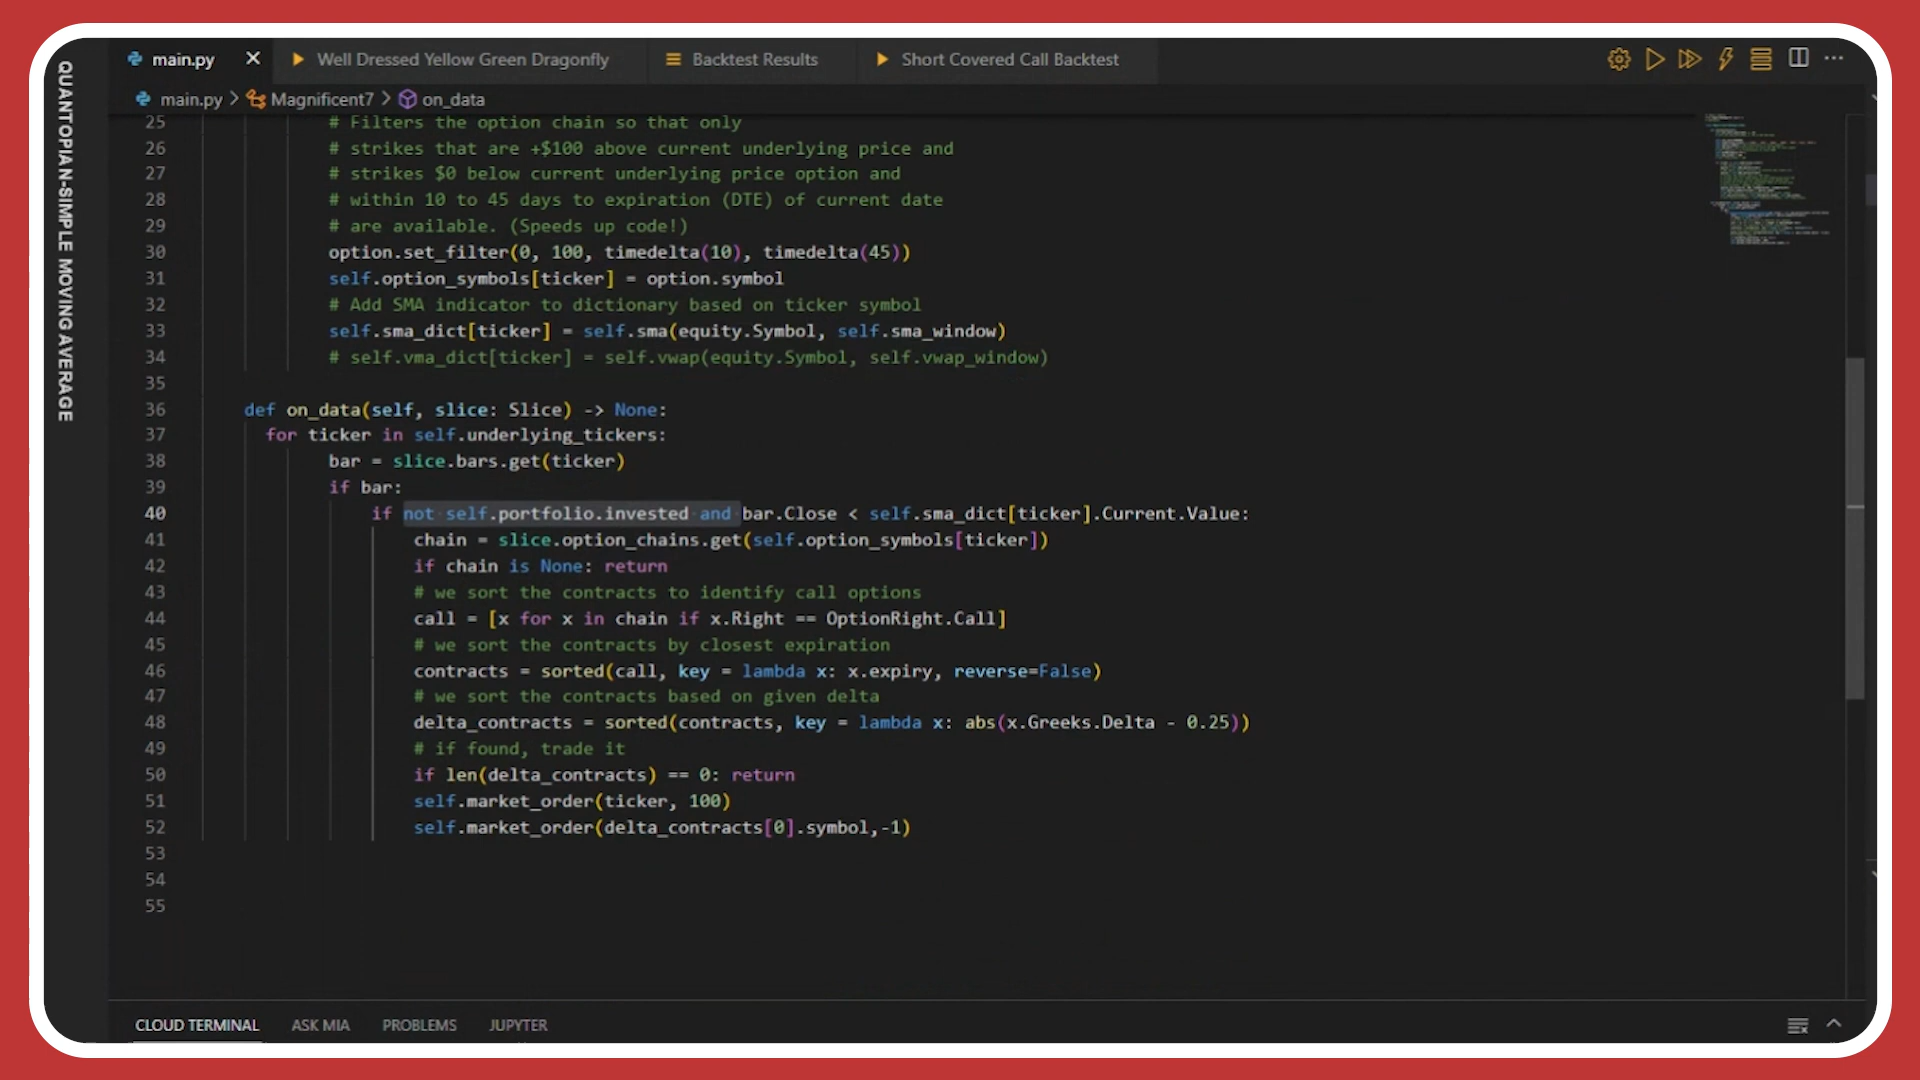 QUANTOPIAN-SIMPLE MOVING AVERAGE
main.py
Well Dressed Yellow Green Dragonfly
Backtest Results
Short Covered Call Backtest
main.py > Magnificent7 > on_data
25 # Filters the option chain so that only
26 # strikes that are +$100 above current underlying price and
27 # strikes $0 below current underlying price option and
28 # within 10 to 45 days to expiration (DTE) of current date
29 # are available. (Speeds up code!)
30 option.set_filter(0, 100, timedelta(10), timedelta(45))
31 self.option_symbols[ticker] = option.symbol
32 # Add SMA indicator to dictionary based on ticker symbol
33 self.sma_dict[ticker] = self.sma(equity.Symbol, self.sma_window)
34 # self.vma_dict[ticker] = self.vwap(equity.Symbol, self.vwap_window)
35
36 def on_data(self, slice: Slice) -> None:
37 for ticker in self.underlying_tickers:
38 bar = slice.bars.get(ticker)
39 if bar:
40 if not self.portfolio.invested and bar.Close < self.sma_dict[ticker].Current.Value:
41 chain = slice.option_chains.get(self.option_symbols[ticker])
42 if chain is None: return
43 # we sort the contracts to identify call options
44 call = [x for x in chain if x.Right == OptionRight.Call]
45 # we sort the contracts by closest expiration
46 contracts = sorted(call, key = lambda x: x.expiry, reverse=False)
47 # we sort the contracts based on given delta
48 delta_contracts = sorted(contracts, key = lambda x: abs(x.Greeks.Delta - 0.25))
49 # if found, trade it
50 if len(delta_contracts) == 0: return
51 self.market_order(ticker, 100)
52 self.market_order(delta_contracts[0].symbol,-1)
53
54
55
CLOUD TERMINAL
ASK MIA
PROBLEMS
JUPYTER